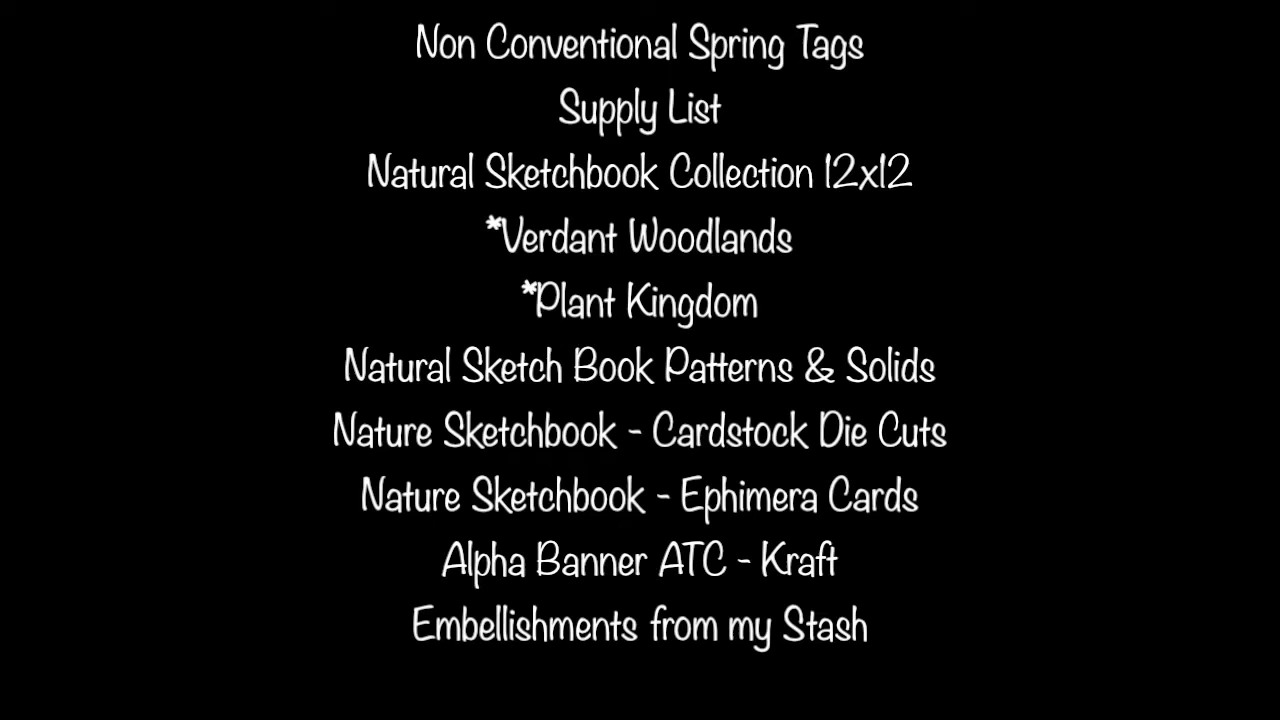 Non Conventional Spring Tags
Supply List
Natural Sketchbook Collection 12x12
*Verdant Woodlands
*Plant Kingdom
Natural Sketch Book Patterns & Solids
Nature Sketchbook - Cardstock Die Cuts
Nature Sketchbook - Ephimera Cards
Alpha Banner ATC - Kraft
Embellishments from my Stash